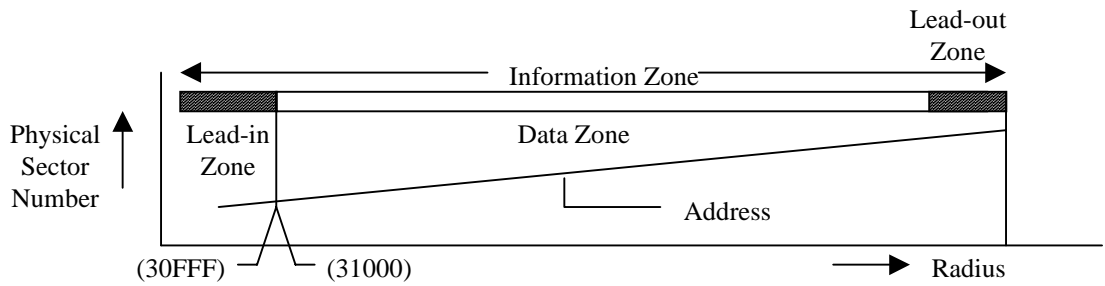 Lead-out
Zone
Information Zone
Physical
Sector
Number
Lead-in
Zone
Data Zone
Address
(30FFF)
(31000)
Radius